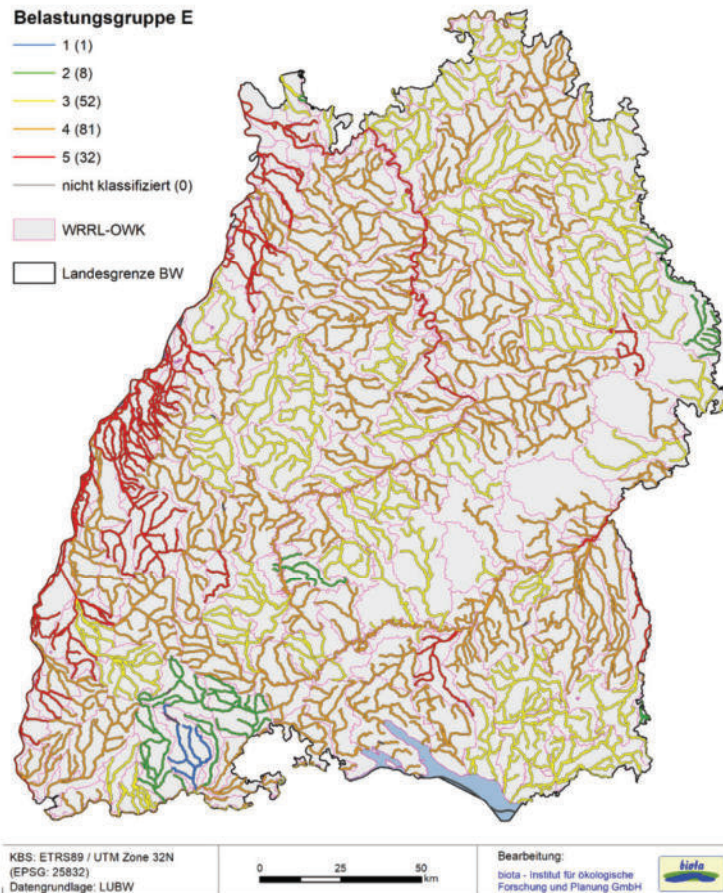 Belastungsgruppe E
1 (1)
2 (8)
3 (52)
4 (81)
5 (32)
nicht klassifiziert (0)
WRRL-OWK
Landesgrenze BW
KBS: ETRS89 / UTM Zone 32N
(EPSG: 25832)
Datengrundlage: LUBW
0 25 50
km
Bearbeitung:
biota - Institut für ökologische
Forschung und Planung GmbH
biota